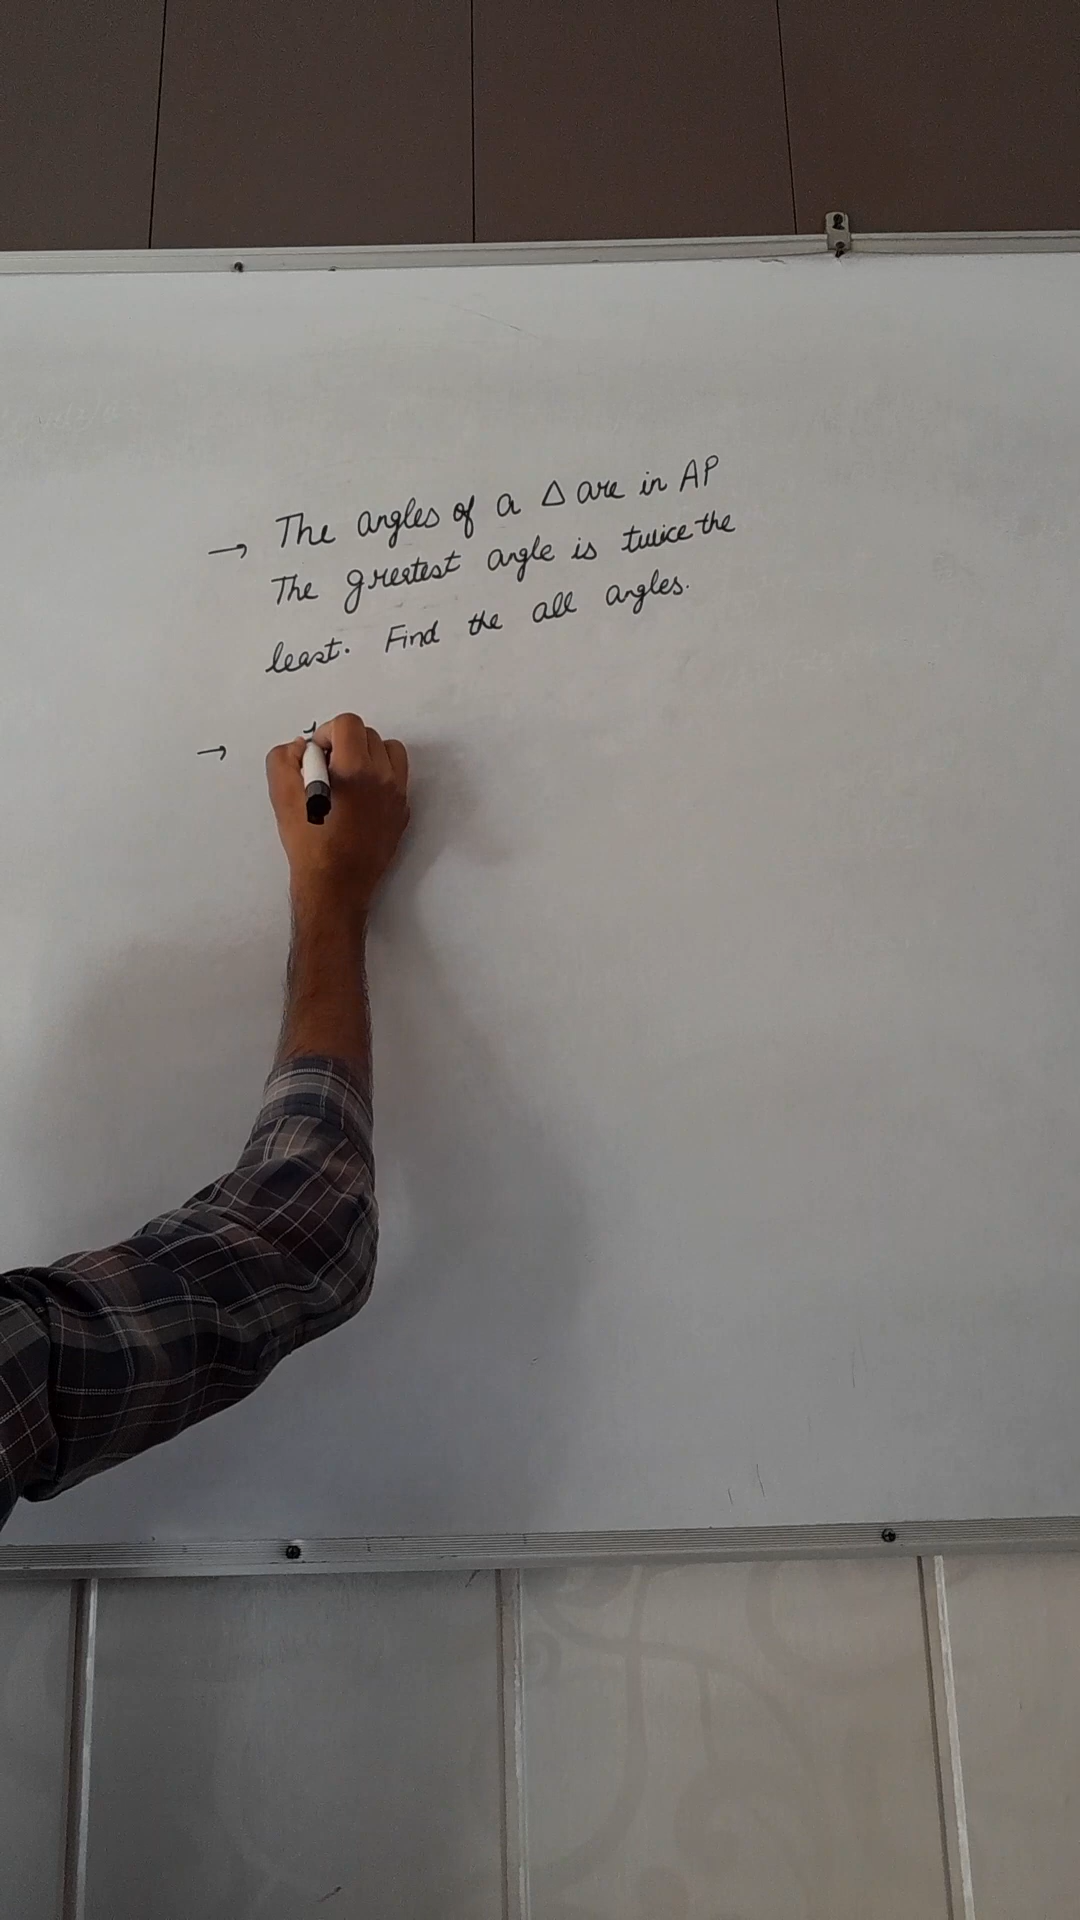 → The angles of a Δ are in AP
The greatest angle is twice the
least. Find the all angles.
→